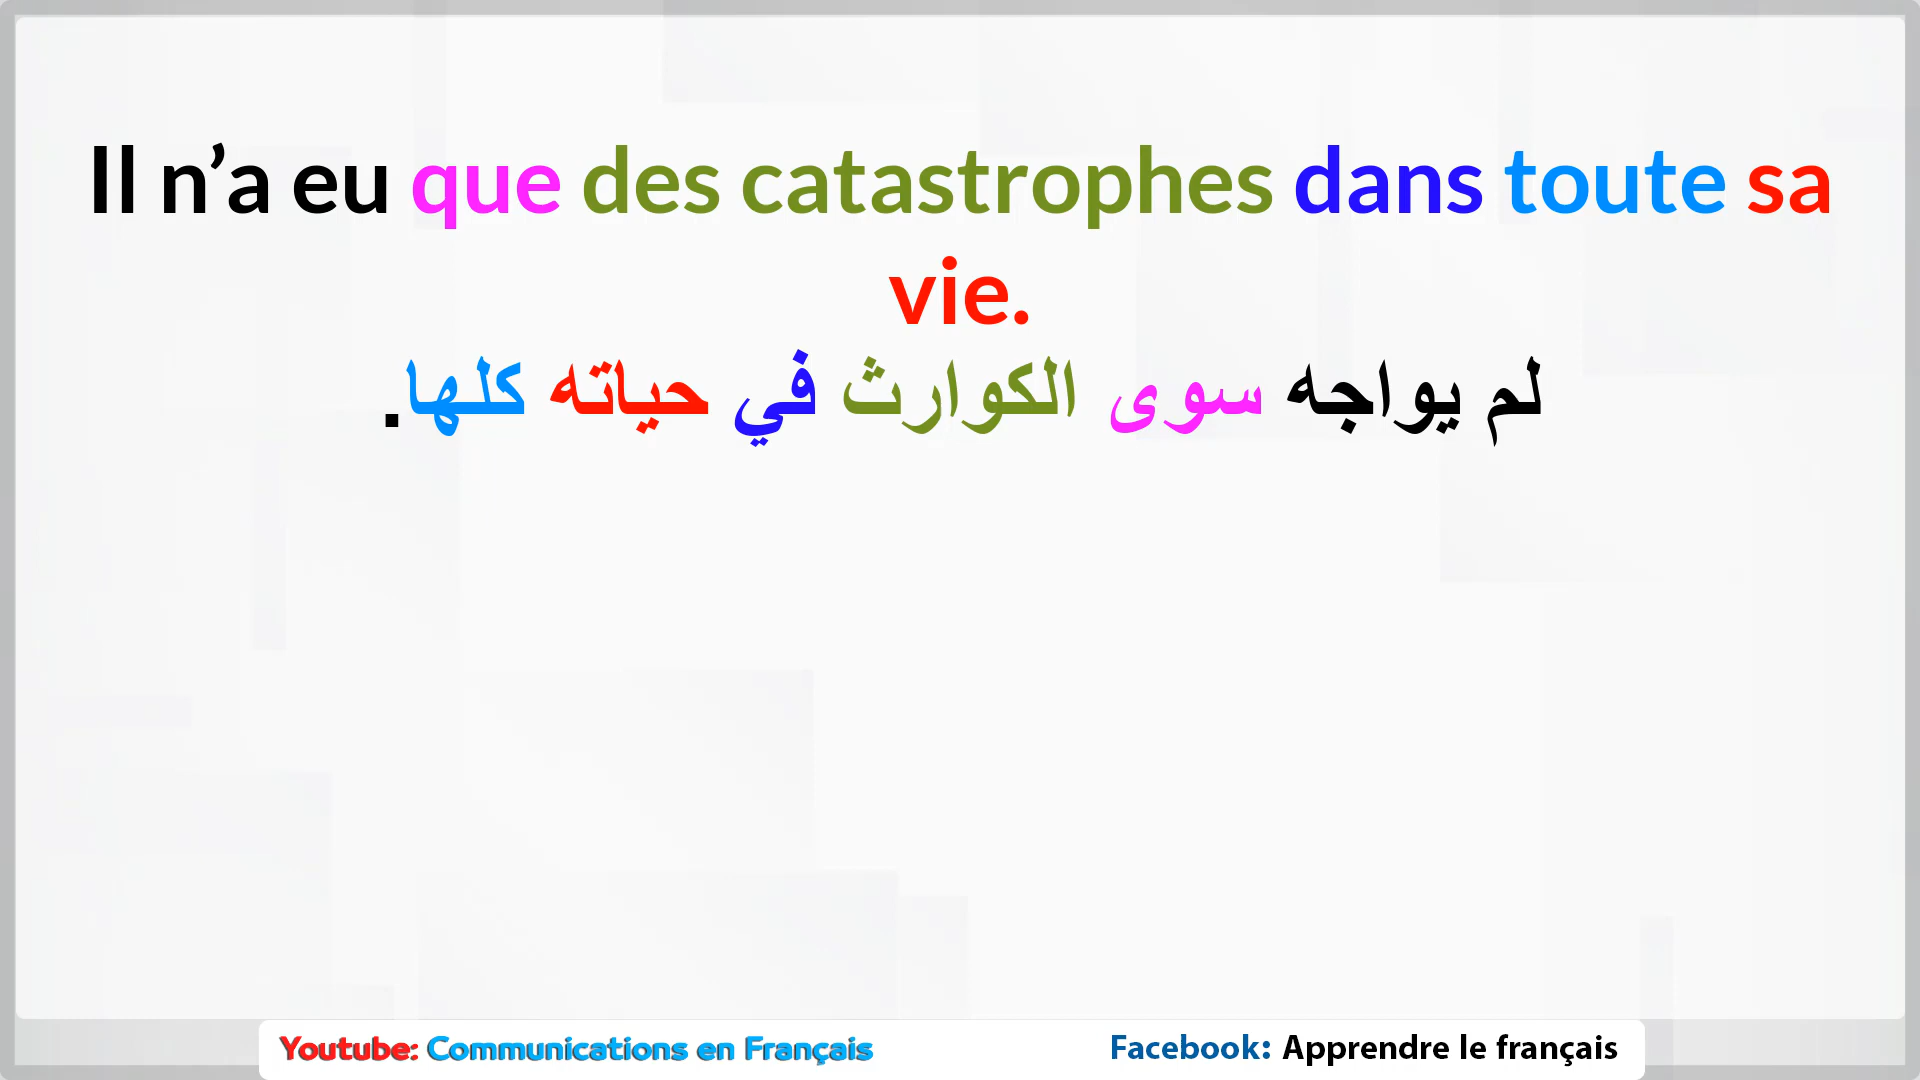 Il n’a eu que des catastrophes dans toute sa
vie.
لم يواجه سوى الكوارث في حياته كلها.
Youtube: Communications en Français
Facebook: Apprendre le français